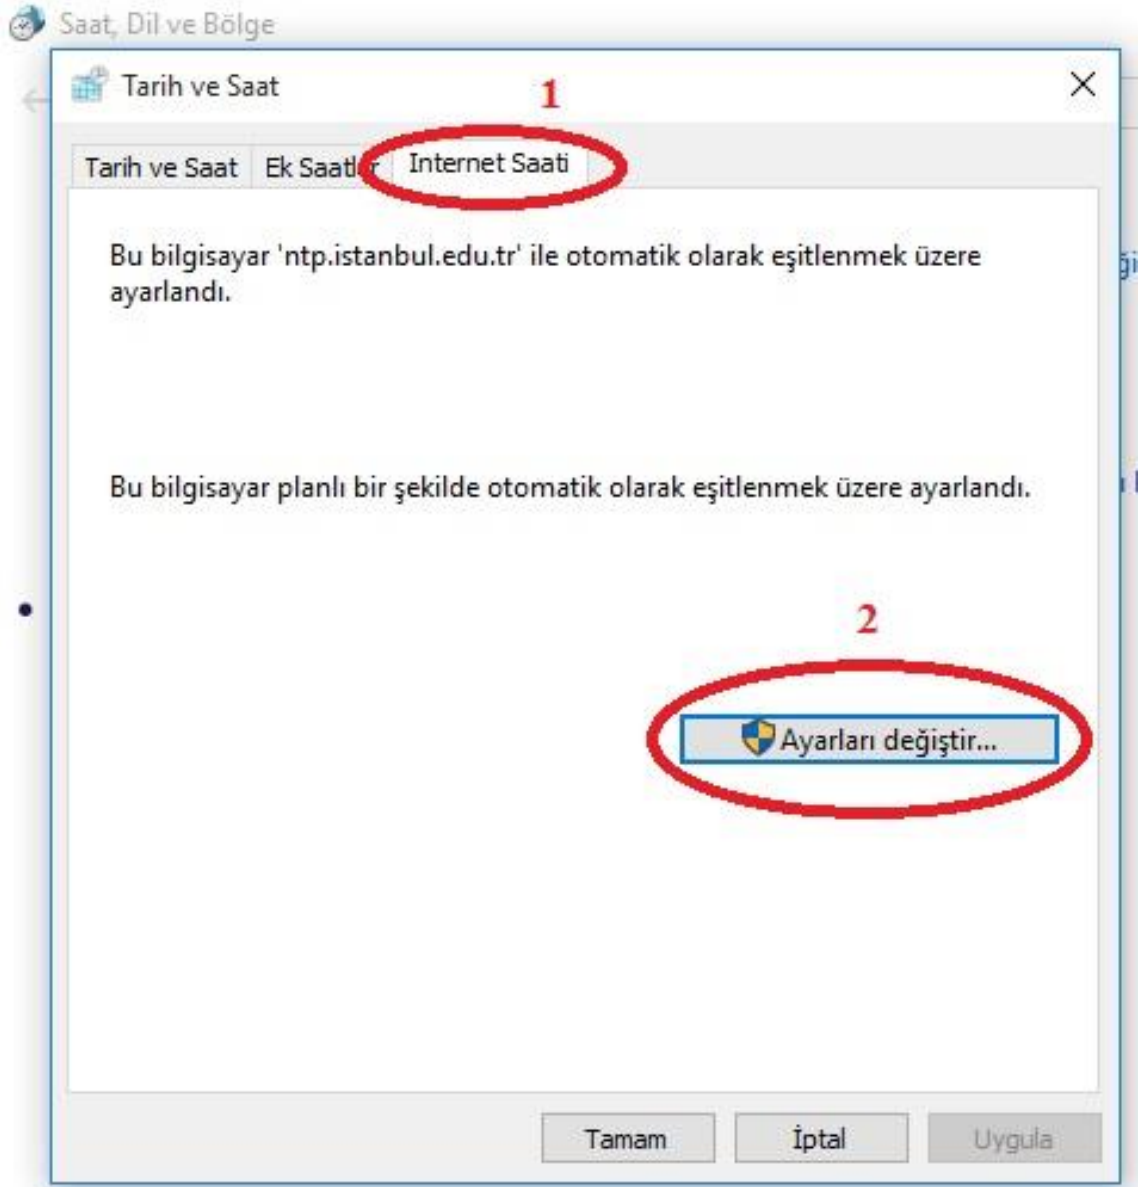 Saat, Dil ve Bölge
Tarih ve Saat
1
Tarih ve Saat
Ek Saatler
Internet Saati
Bu bilgisayar 'ntp.istanbul.edu.tr' ile otomatik olarak eşitlenmek üzere
ayarlandı.
Bu bilgisayar planlı bir şekilde otomatik olarak eşitlenmek üzere ayarlandı.
2
Ayarları değiştir...
Tamam
İptal
Uygula